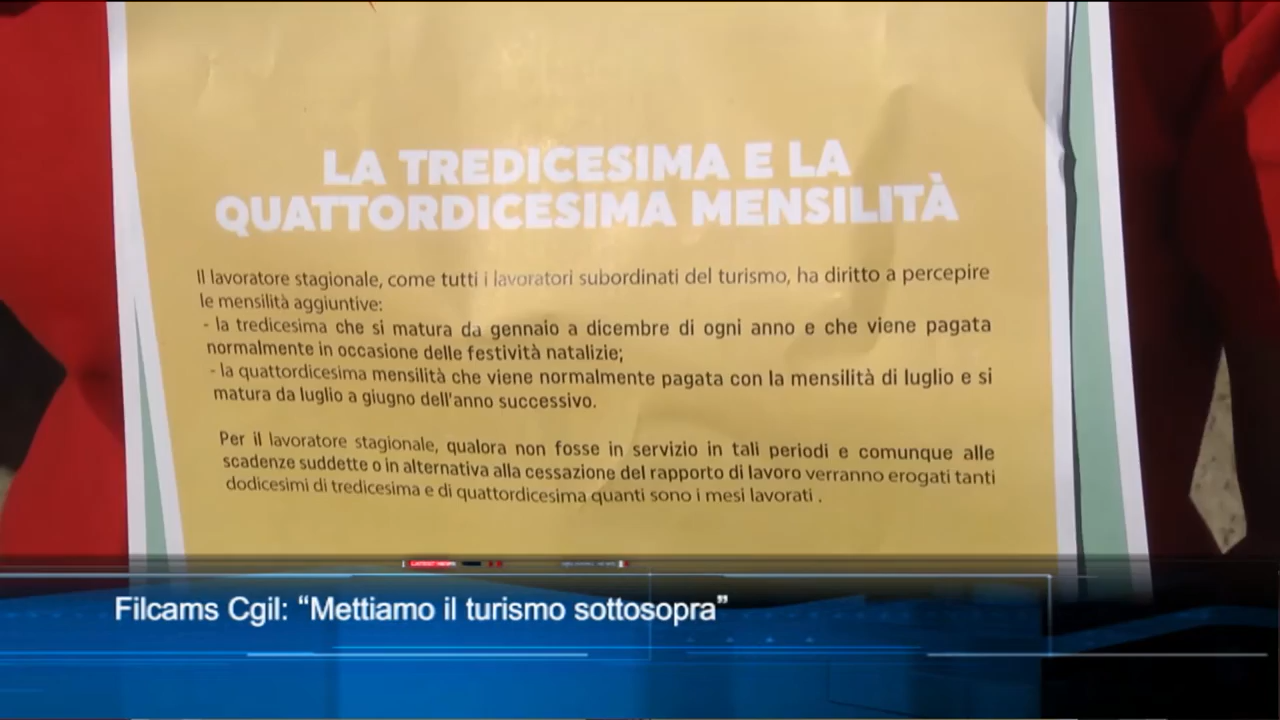 LA TREDICESIMA E LA
QUATTORDICESIMA MENSILITÀ
Il lavoratore stagionale, come tutti i lavoratori subordinati del turismo, ha diritto a percepire
le mensilità aggiuntive:
- la tredicesima che si matura da gennaio a dicembre di ogni anno e che viene pagata
normalmente in occasione delle festività natalizie;
- la quattordicesima mensilità che viene normalmente pagata con la mensilità di luglio e si
matura da luglio a giugno dell'anno successivo.
Per il lavoratore stagionale, qualora non fosse in servizio in tali periodi e comunque alle
scadenze suddette o in alternativa alla cessazione del rapporto di lavoro verranno erogati tanti
dodicesimi di tredicesima e di quattordicesima quanti sono i mesi lavorati .
Filcams Cgil: “Mettiamo il turismo sottosopra”